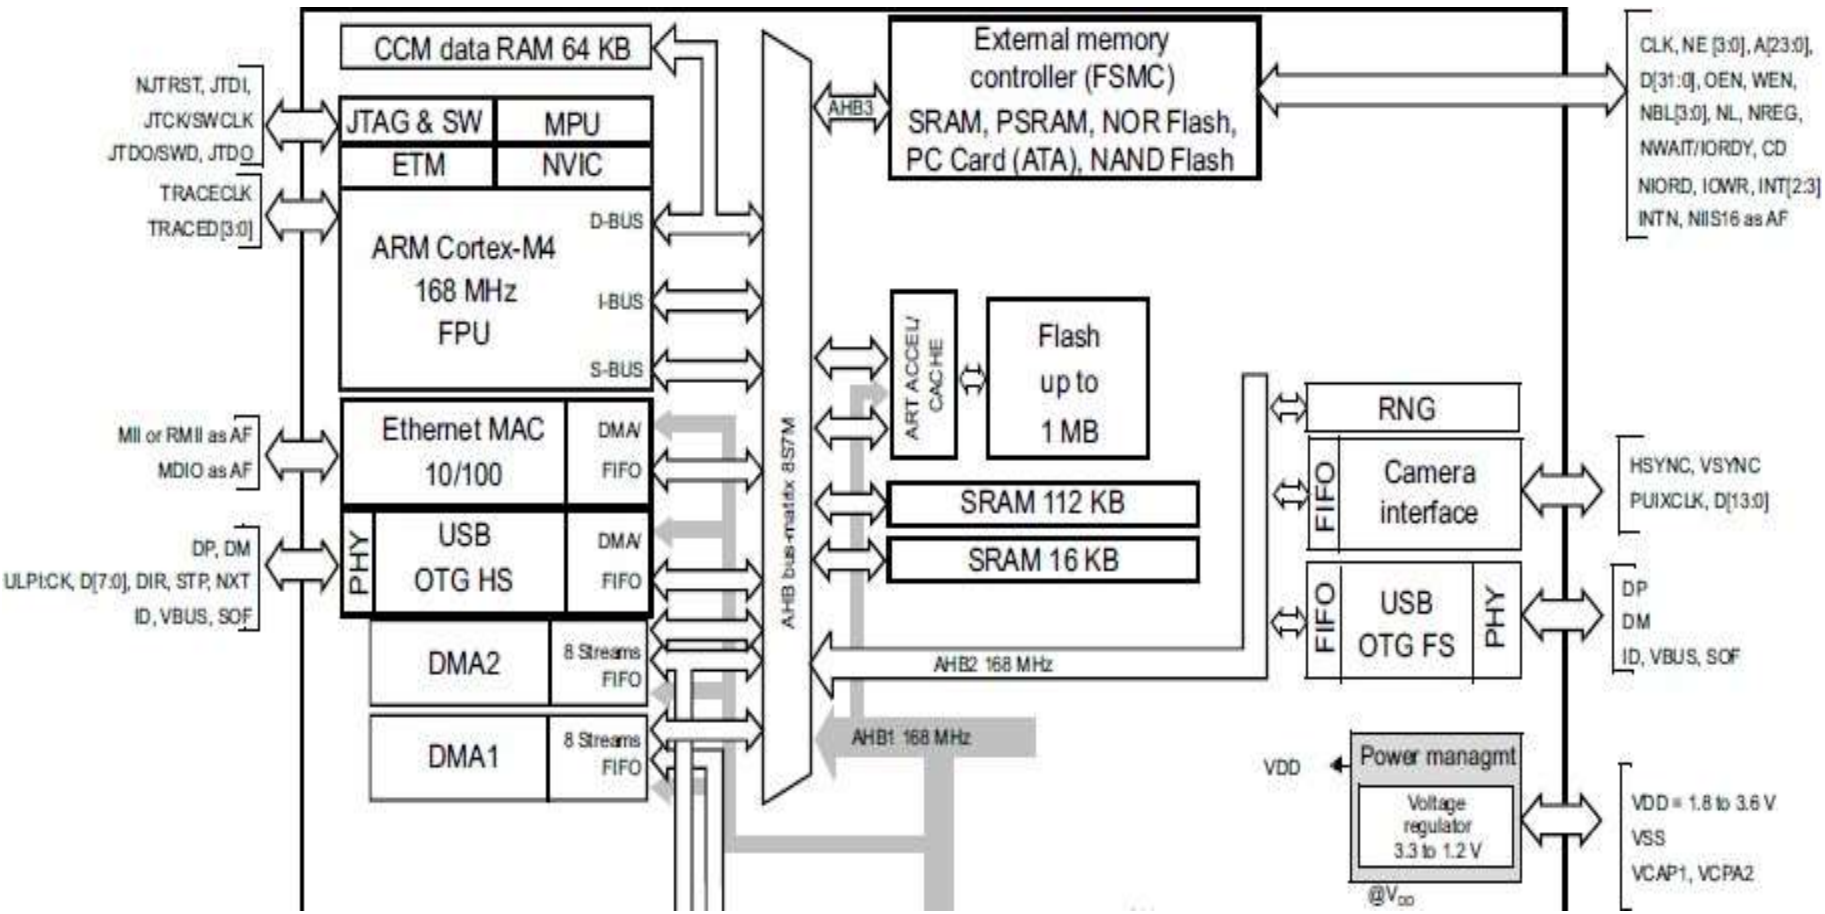 CCM data RAM 64 KB
External memory
controller (FSMC)
SRAM, PSRAM, NOR Flash,
PC Card (ATA), NAND Flash
AHB3
CLK, NE [3:0], A[23:0],
D[31:0], OEN, WEN,
NBL[3:0], NL, NREG,
NWAIT/IORDY, CD
NIORD, IOWR, INT[2:3]
INTN, NIIS16 as AF
NJTRST, JTDI,
JTCK/SWCLK
JTDO/SWD, JTDO
JTAG & SW
MPU
ETM
NVIC
TRACECLK
TRACED[3:0]
ARM Cortex-M4
168 MHz
FPU
D-BUS
I-BUS
S-BUS
AHB bus-matrix 8S7M
ART ACCEL/
CACHE
Flash
up to
1 MB
RNG
MII or RMII as AF
MDIO as AF
Ethernet MAC
10/100
DMA/
FIFO
SRAM 112 KB
SRAM 16 KB
FIFO
Camera
interface
HSYNC, VSYNC
PUIXCLK, D[13:0]
DP, DM
ULPI:CK, D[7:0], DIR, STP, NXT
ID, VBUS, SOF
PHY
USB
OTG HS
DMA/
FIFO
FIFO
USB
OTG FS
PHY
DP
DM
ID, VBUS, SOF
DMA2
8 Streams
FIFO
AHB2 168 MHz
DMA1
8 Streams
FIFO
AHB1 168 MHz
VDD
Power managmt
Voltage
regulator
3.3 to 1.2 V
@VDD
VDD = 1.8 to 3.6 V
VSS
VCAP1, VCPA2